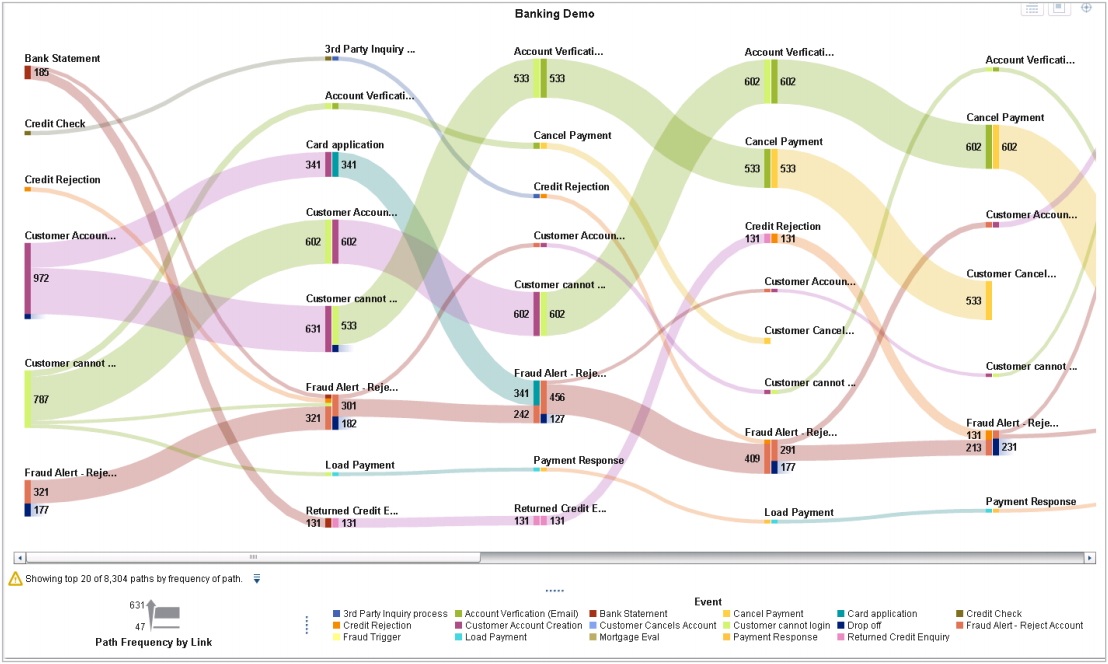 Banking Demo
Bank Statement
185
Credit Check
Credit Rejection
Customer Accoun...
972
Customer cannot ...
787
Fraud Alert - Reje...
321
177
3rd Party Inquiry ...
Account Verficati...
Card application
341 341
Customer Accoun...
602 602
Customer cannot ...
631 533
Fraud Alert - Reje...
301
321
182
Load Payment
Returned Credit E...
131 131
Account Verficati...
533 533
Cancel Payment
Credit Rejection
Customer Accoun...
Customer cannot ...
602 602
Fraud Alert - Reje...
341 456
242 127
Payment Response
Returned Credit E...
131 131
Account Verficati...
602 602
Cancel Payment
533 533
Credit Rejection
131 131
Customer Accoun...
Customer Cancel...
Customer cannot ...
Fraud Alert - Reje...
291
409
177
Load Payment
Account Verficati...
Cancel Payment
602 602
Customer Accoun...
Customer Cancel...
533
Customer cannot ...
Fraud Alert - Reje...
131
213 231
Payment Response
Showing top 20 of 8,304 paths by frequency of path.
631
47
Path Frequency by Link
Event
3rd Party Inquiry process
Account Verfication (Email)
Bank Statement
Cancel Payment
Card application
Credit Check
Credit Rejection
Customer Account Creation
Customer Cancels Account
Customer cannot login
Drop off
Fraud Alert - Reject Account
Fraud Trigger
Load Payment
Mortgage Eval
Payment Response
Returned Credit Enquiry